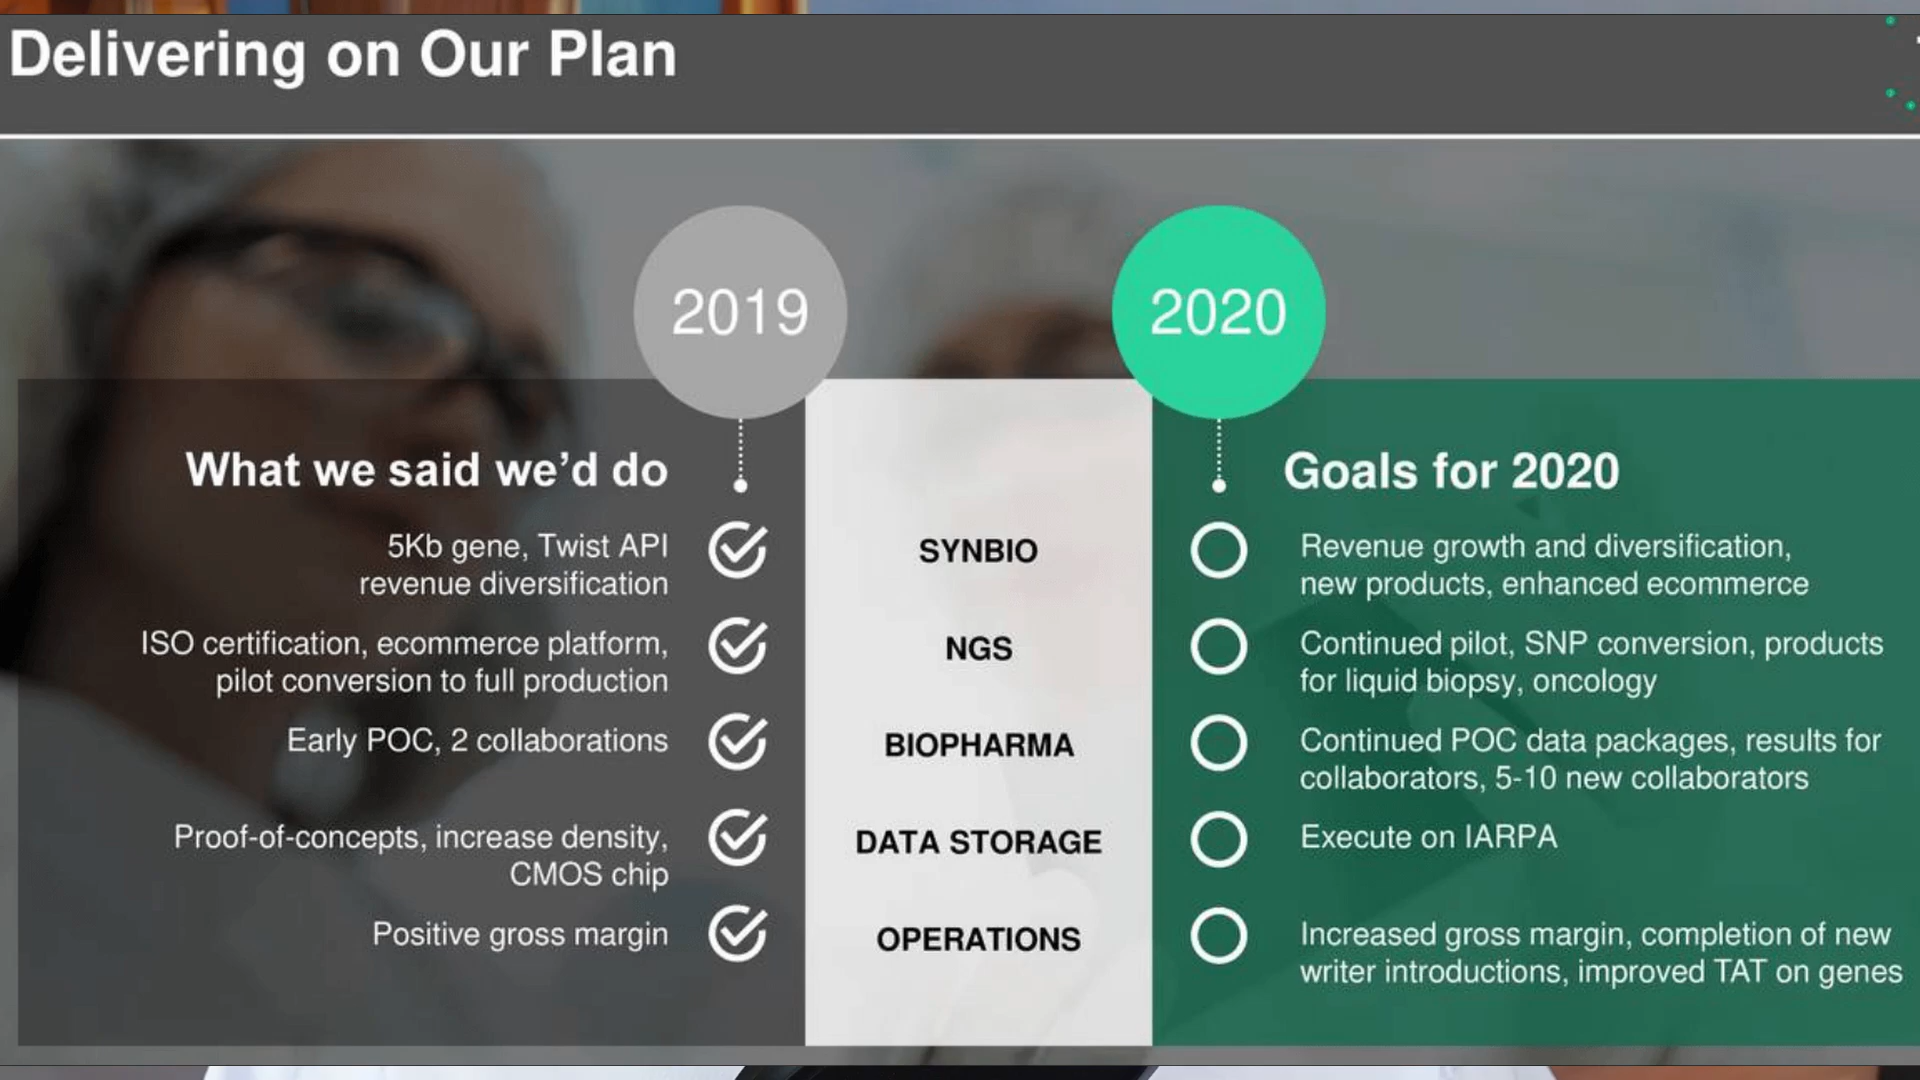 Delivering on Our Plan
2019
2020
What we said we'd do
Goals for 2020
5Kb gene, Twist API
revenue diversification
SYNBIO
Revenue growth and diversification,
new products, enhanced ecommerce
ISO certification, ecommerce platform,
pilot conversion to full production
NGS
Continued pilot, SNP conversion, products
for liquid biopsy, oncology
Early POC, 2 collaborations
BIOPHARMA
Continued POC data packages, results for
collaborators, 5-10 new collaborators
Proof-of-concepts, increase density,
CMOS chip
DATA STORAGE
Execute on IARPA
Positive gross margin
OPERATIONS
Increased gross margin, completion of new
writer introductions, improved TAT on genes